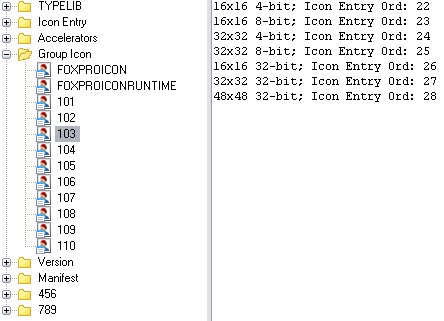 TYPELIB
Icon Entry
Accelerators
Group Icon
FOXPROICON
FOXPROICONRUNTIME
101
102
103
104
105
106
107
108
109
110
Version
Manifest
456
789
16x16 4-bit; Icon Entry Ord: 22
16x16 8-bit; Icon Entry Ord: 23
32x32 4-bit; Icon Entry Ord: 24
32x32 8-bit; Icon Entry Ord: 25
16x16 32-bit; Icon Entry Ord: 26
32x32 32-bit; Icon Entry Ord: 27
48x48 32-bit; Icon Entry Ord: 28